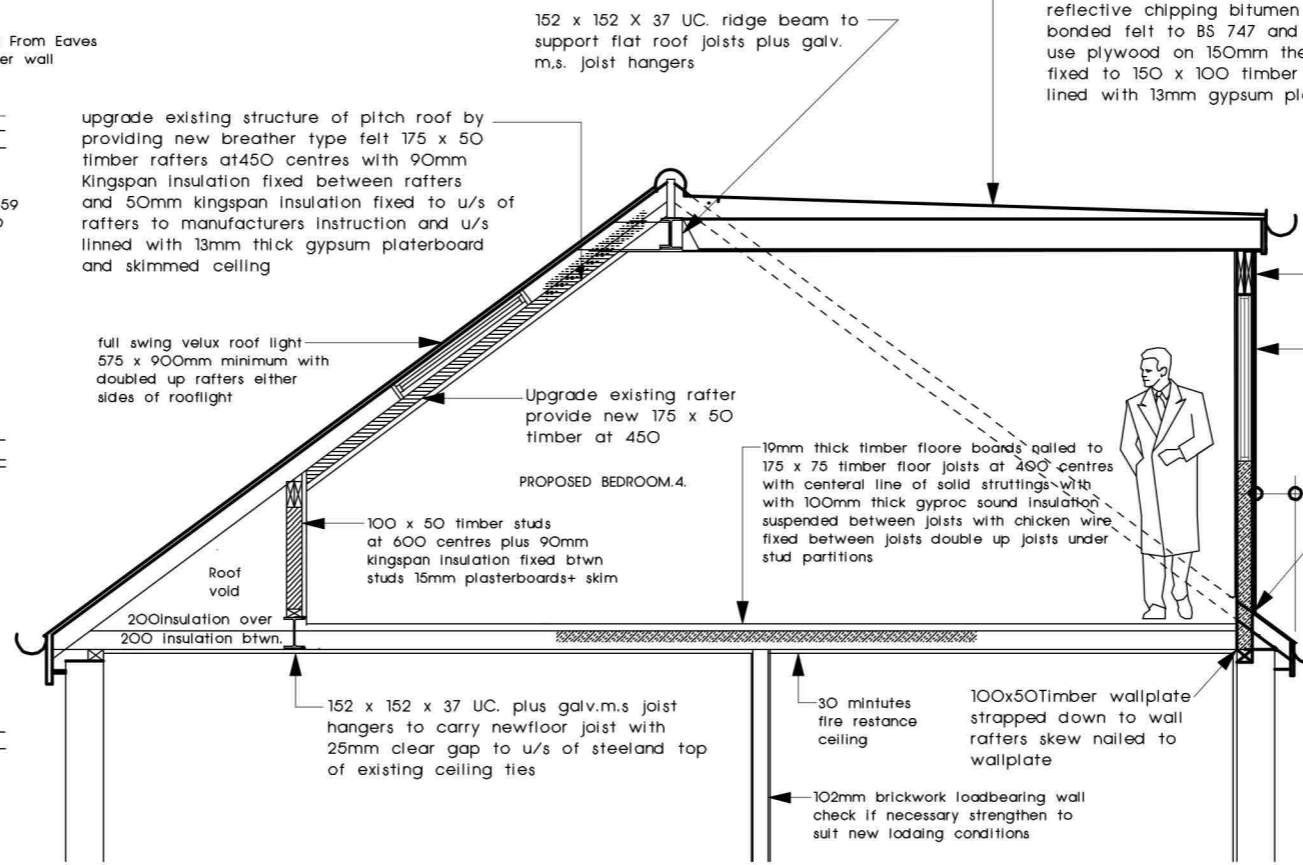 From Eaves
er wall
59
152 x 152 X 37 UC. ridge beam to
support flat roof joists plus galv.
m,s. joist hangers
reflective chipping bitumen
bonded felt to BS 747 and
use plywood on 150mm the
fixed to 150 x 100 timber
lined with 13mm gypsum pl
upgrade existing structure of pitch roof by
providing new breather type felt 175 x 50
timber rafters at450 centres with 90mm
Kingspan insulation fixed between rafters
and 50mm kingspan insulation fixed to u/s of
rafters to manufacturers instruction and u/s
linned with 13mm thick gypsum platerboard
and skimmed ceiling
full swing velux roof light
575 x 900mm minimum with
doubled up rafters either
sides of rooflight
Upgrade existing rafter
provide new 175 x 50
timber at 450
PROPOSED BEDROOM.4.
19mm thick timber floore boards nailed to
175 x 75 timber floor joists at 400 centres
with centeral line of solid struttings with
with 100mm thick gyproc sound insulation
suspended between joists with chicken wire
fixed between joists double up joists under
stud partitions
100 x 50 timber studs
at 600 centres plus 90mm
kingspan insulation fixed btwn
studs 15mm plasterboards+ skim
Roof
void
200insulation over
200 insulation btwn.
152 x 152 x 37 UC. plus galv.m.s joist
hangers to carry newfloor joist with
25mm clear gap to u/s of steeland top
of existing ceiling ties
30 mintutes
fire restance
ceiling
100x50Timber wallplate
strapped down to wall
rafters skew nailed to
wallplate
102mm brickwork loadbearing wall
check if necessary strengthen to
suit new lodaing conditions